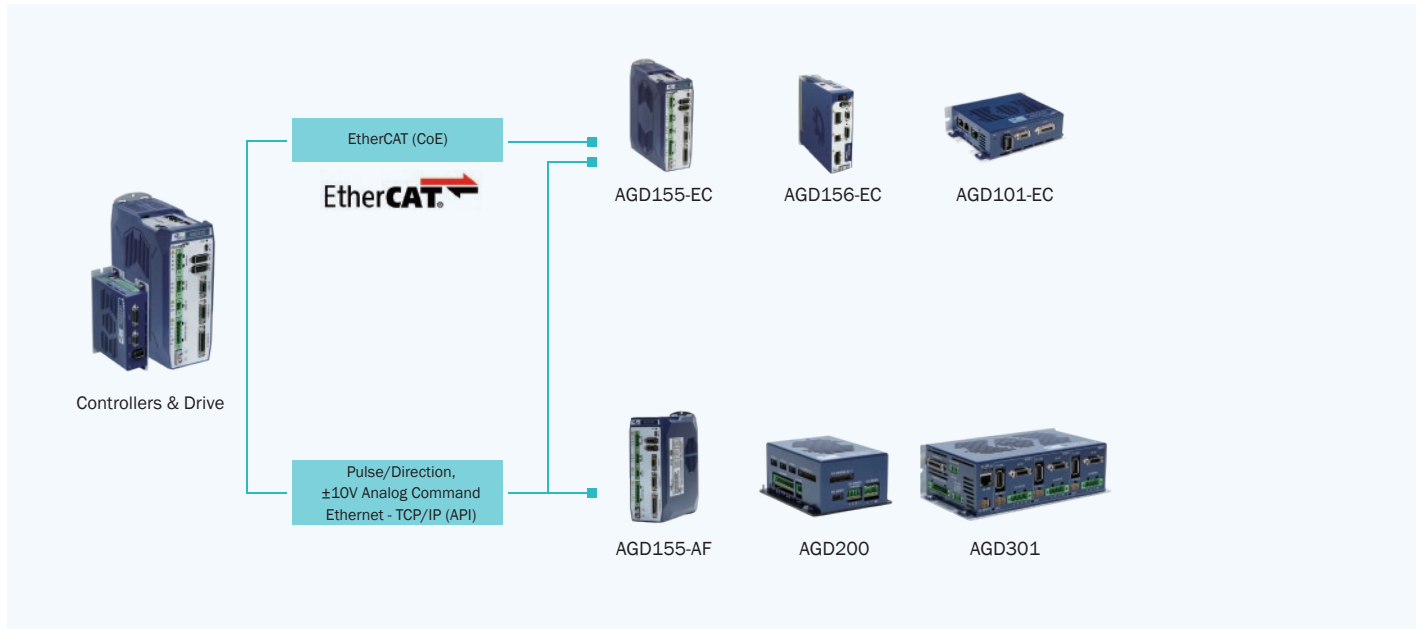 EtherCAT (CoE)
EtherCAT®
AGD155-EC
AGD156-EC
AGD101-EC
Controllers & Drive
Pulse/Direction,
±10V Analog Command
Ethernet - TCP/IP (API)
AGD155-AF
AGD200
AGD301